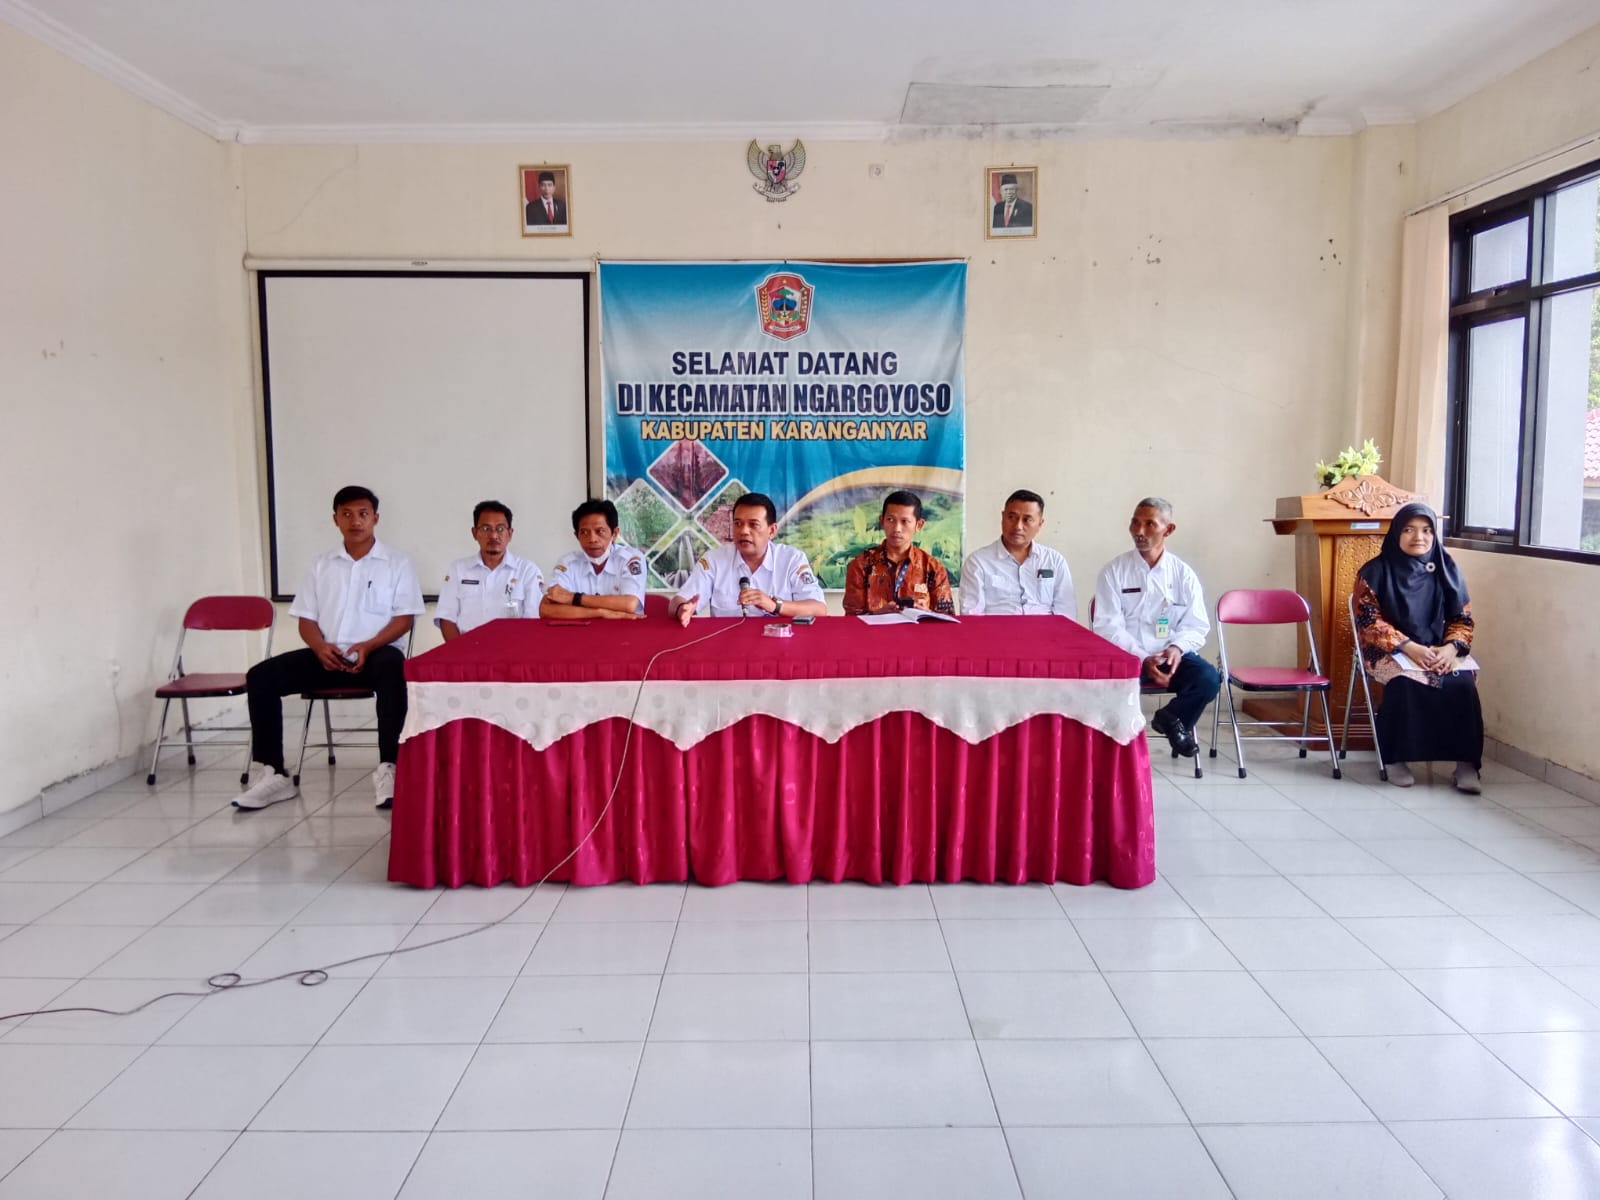 SELAMAT DATANG
DI KECAMATAN NGARGOYOSO
KABUPATEN KARANGANYAR